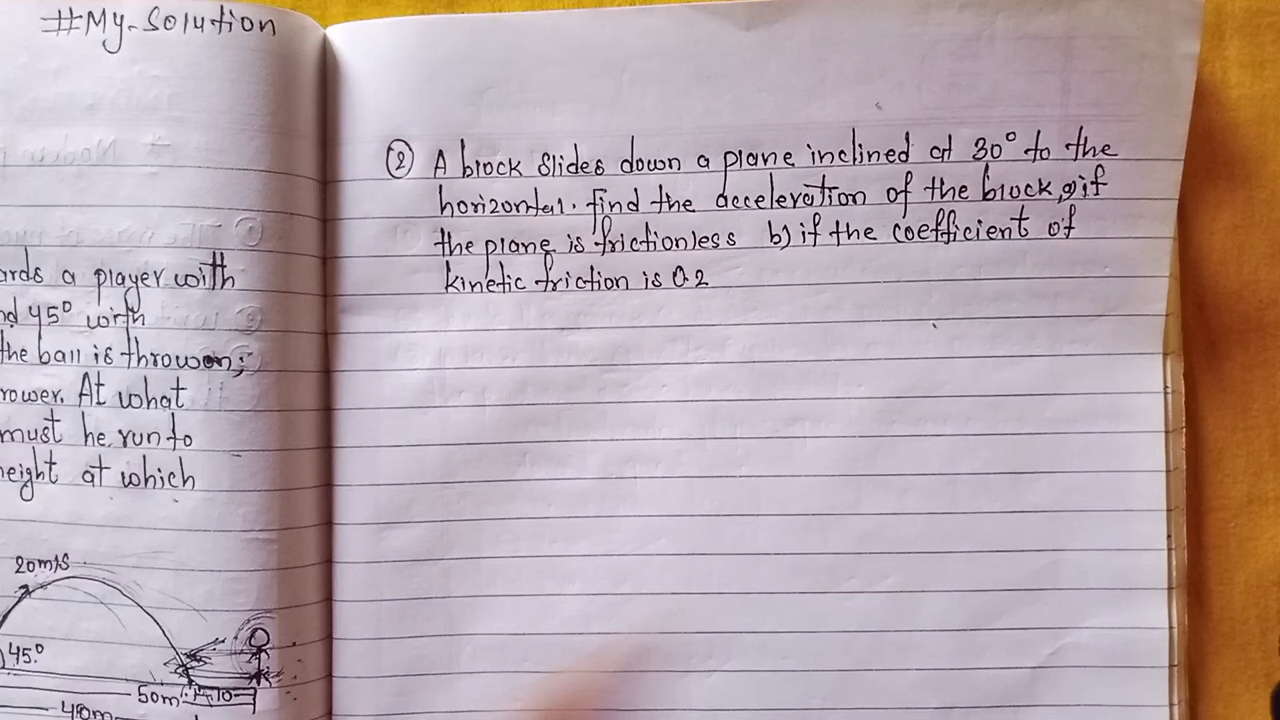 #My-Solution
ards a player with
nd 45° with
the ball is thrown;
rower. At what
must he run to
height at which
20m/s
45°
50m 10
40m
② A block slides down a plane inclined at 30° to the
horizontal. find the acceleration of the block a) if
the plane is frictionless b) if the coefficient of
kinetic friction is 0.2